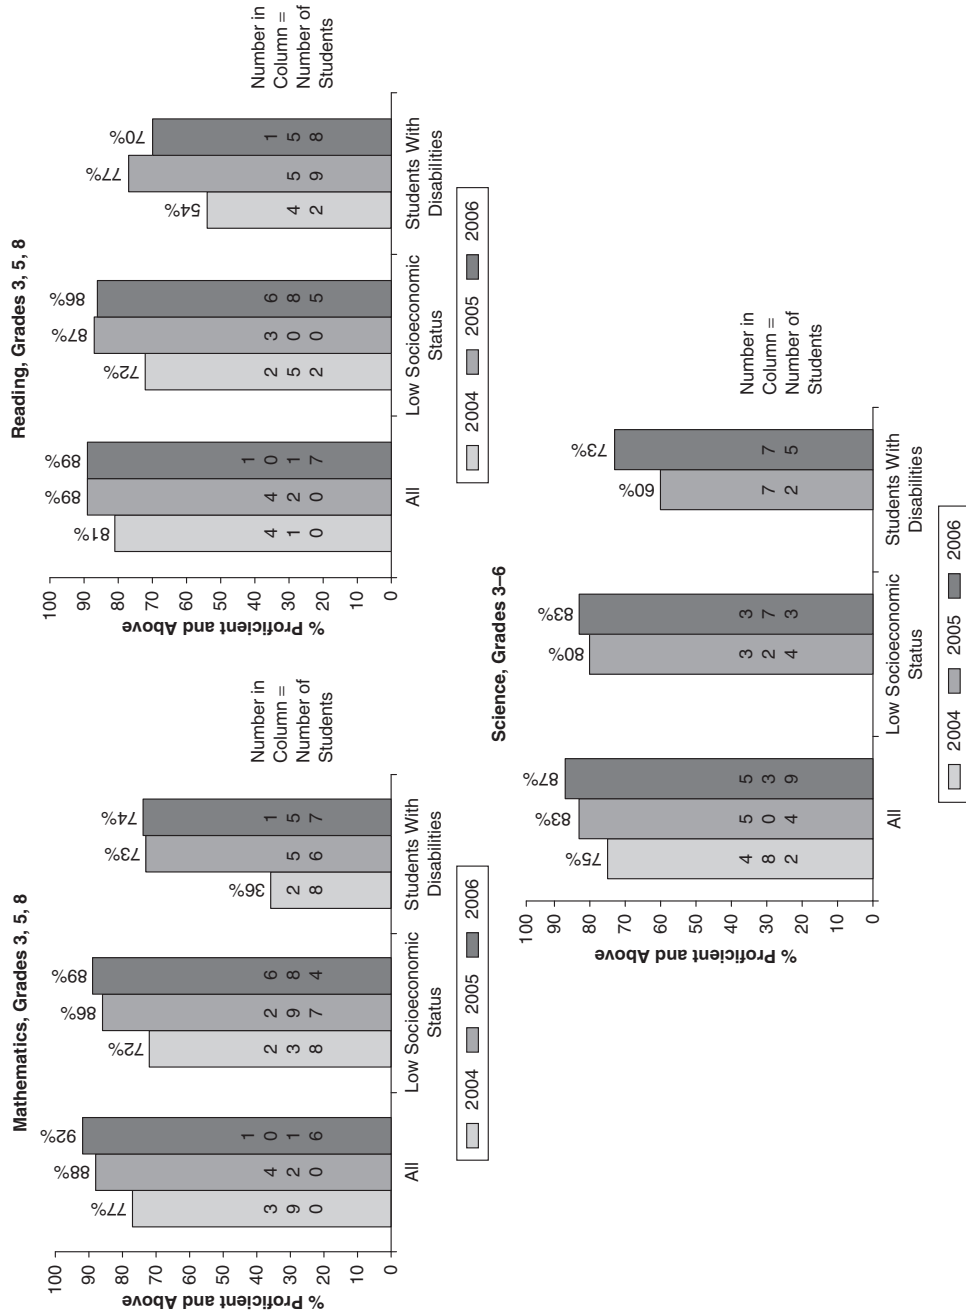 Mathematics, Grades 3, 5, 8
% Proficient and Above
100
90
80
70
60
50
40
30
20
10
0
77%
88%
92%
72%
86%
89%
36%
73%
74%
390
420
1016
238
297
684
28
56
157
All
Low Socioeconomic
Status
Students With
Disabilities
Number in
Column =
Number of
Students
2004 2005 2006
Reading, Grades 3, 5, 8
% Proficient and Above
100
90
80
70
60
50
40
30
20
10
0
81%
89%
89%
72%
87%
86%
54%
77%
70%
410
420
1017
252
300
685
42
59
158
All
Low Socioeconomic
Status
Students With
Disabilities
Number in
Column =
Number of
Students
2004 2005 2006
Science, Grades 3–6
% Proficient and Above
100
90
80
70
60
50
40
30
20
10
0
75%
83%
87%
80%
83%
60%
73%
482
504
539
324
373
72
75
All
Low Socioeconomic
Status
Students With
Disabilities
Number in
Column =
Number of
Students
2004 2005 2006